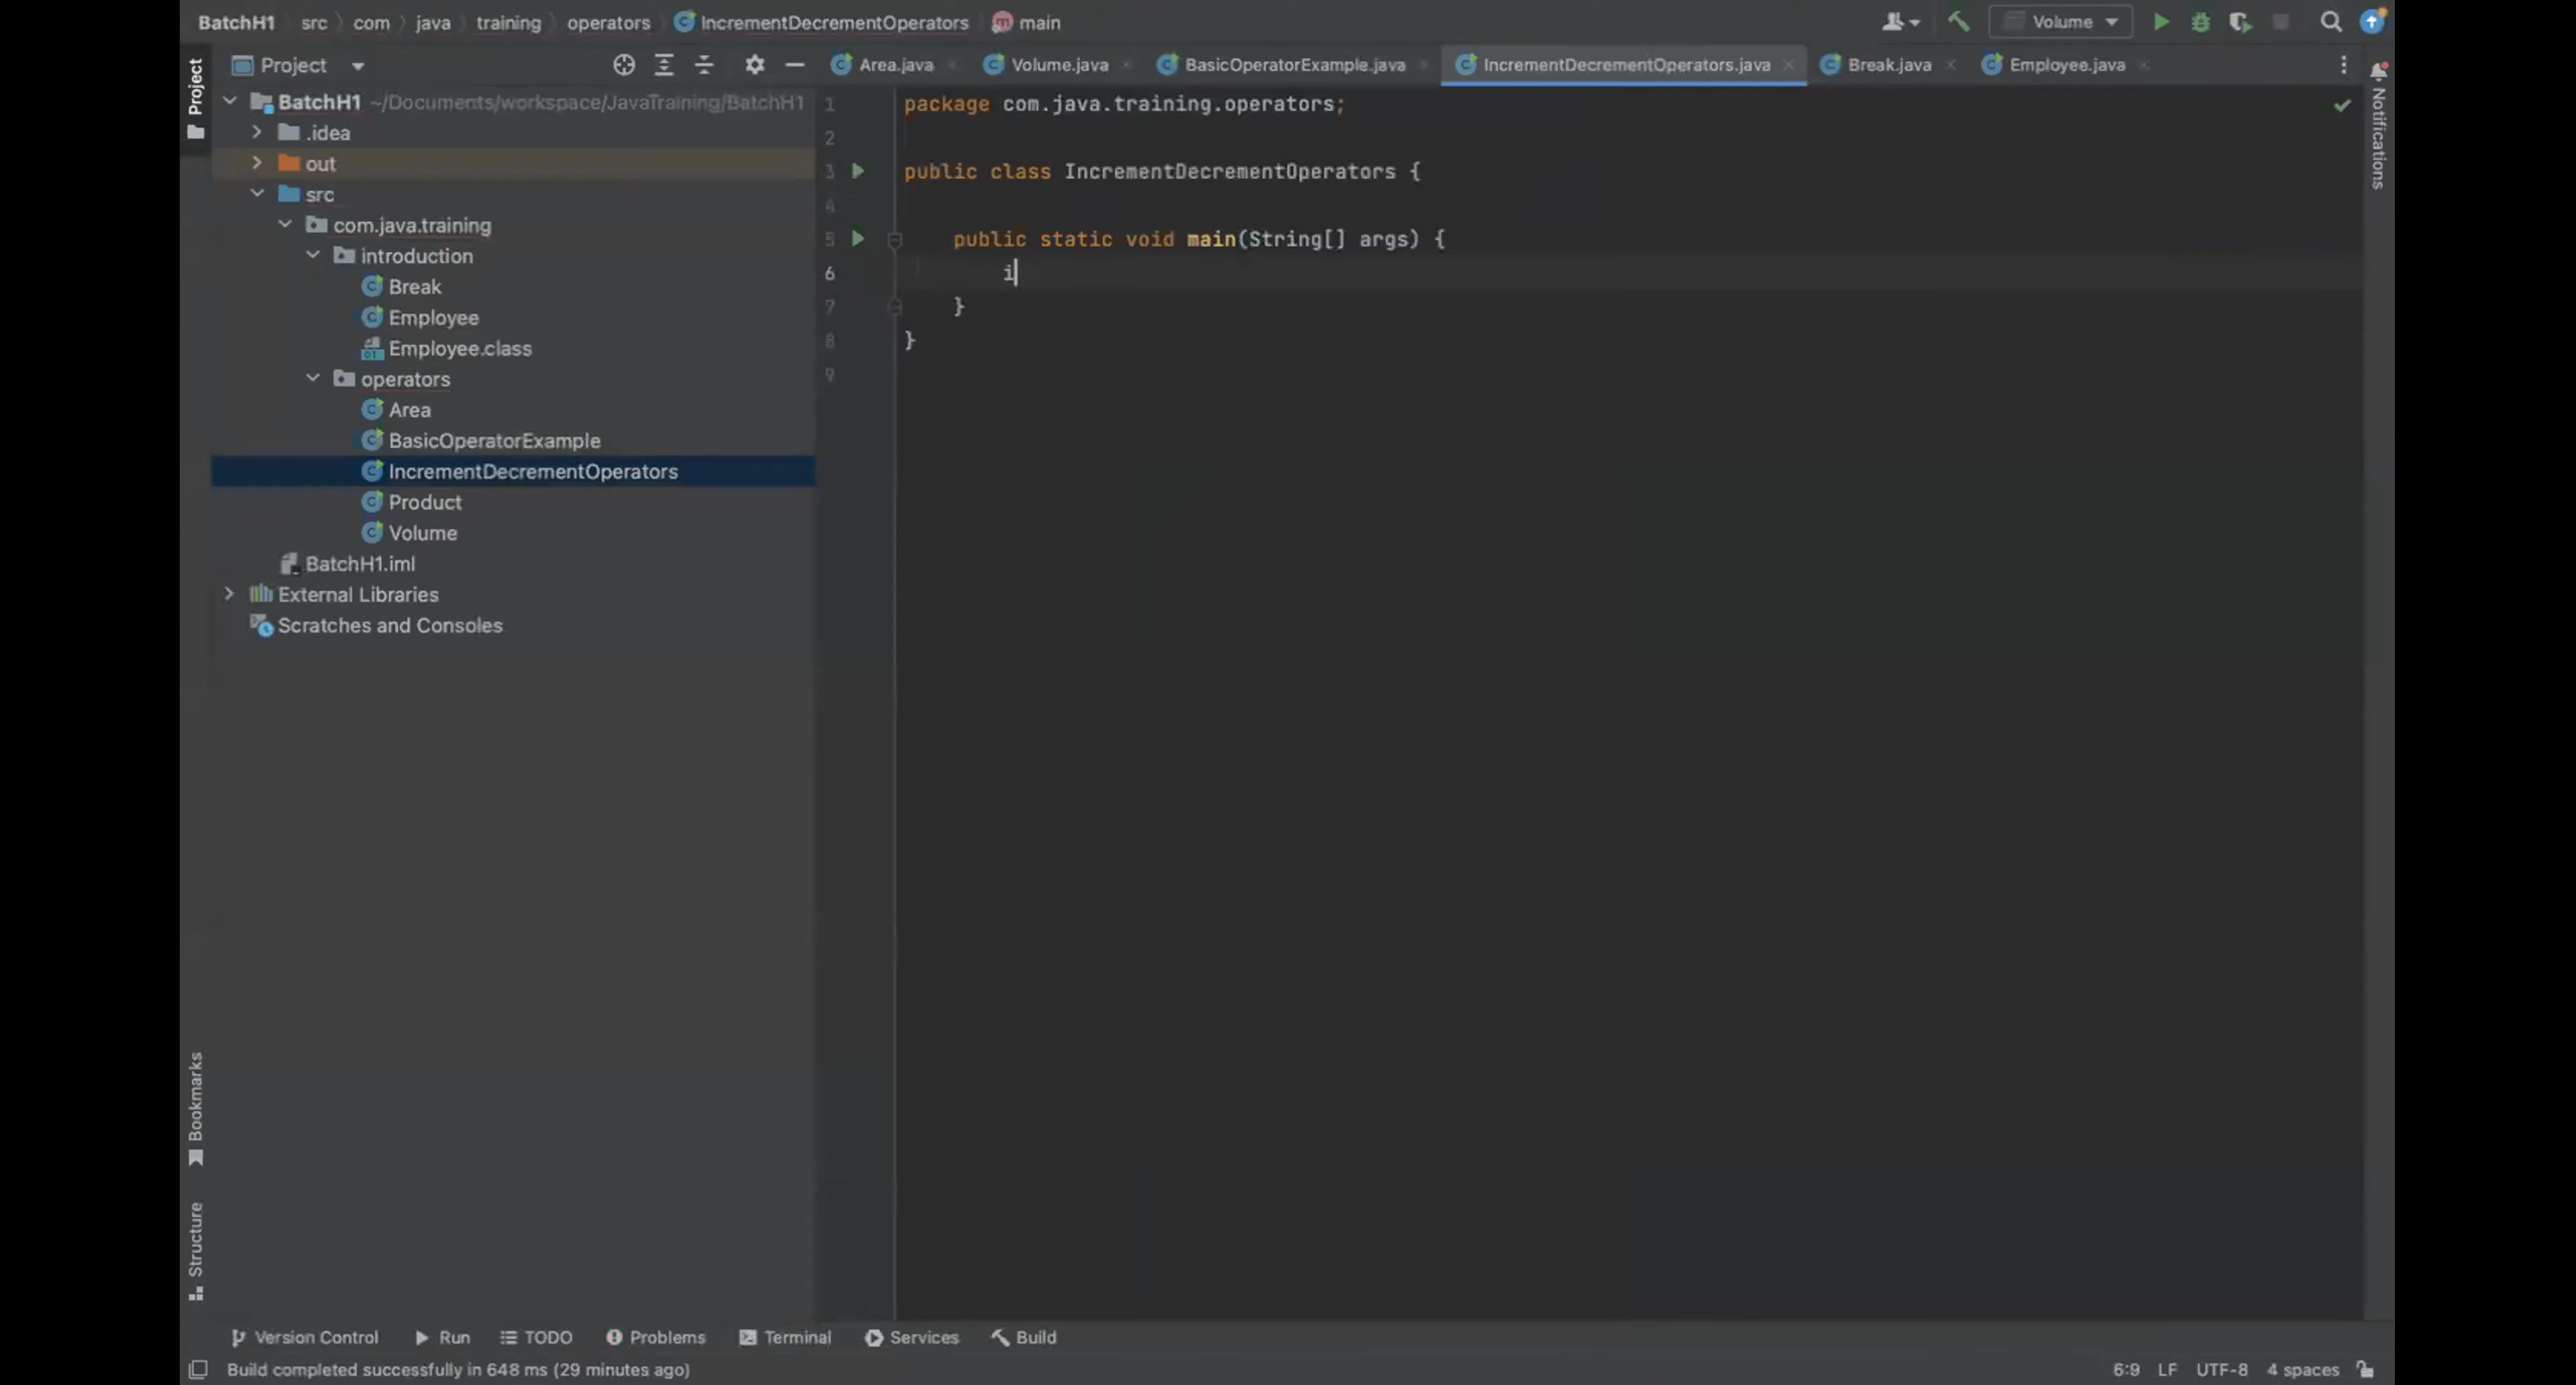 BatchH1 src com java training operators IncrementDecrementOperators main
Volume
Project
Project
Area.java Volume.java BasicOperatorExample.java IncrementDecrementOperators.java Break.java Employee.java
Notifications
BatchH1 ~/Documents/workspace/JavaTraining/BatchH1
.idea
out
src
com.java.training
introduction
Break
Employee
Employee.class
operators
Area
BasicOperatorExample
IncrementDecrementOperators
Product
Volume
BatchH1.iml
External Libraries
Scratches and Consoles
1 package com.java.training.operators;
2
3 public class IncrementDecrementOperators {
4
5 public static void main(String[] args) {
6 i
7 }
8 }
9
Bookmarks
Structure
Version Control Run TODO Problems Terminal Services Build
Build completed successfully in 648 ms (29 minutes ago) 6:9 LF UTF-8 4 spaces